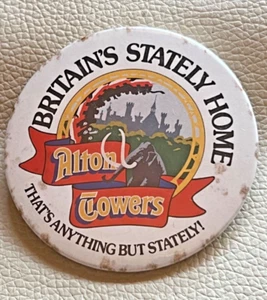 BRITAIN'S STATELY HOME
Alton
Towers
THAT'S ANYTHING BUT STATELY!